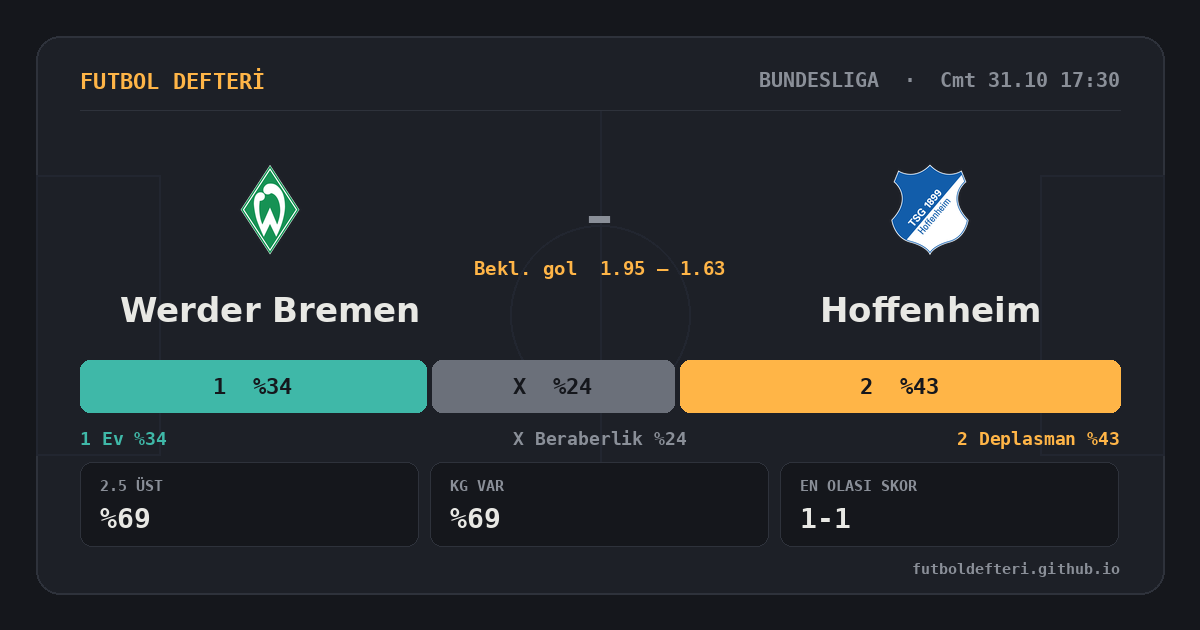 FUTBOL DEFTERİ
BUNDESLIGA · Cmt 31.10 17:30
TSG 1899
Hoffenheim
–
Bekl. gol 1.95 – 1.63
Werder Bremen
Hoffenheim
1 %34
X %24
2 %43
1 Ev %34
X Beraberlik %24
2 Deplasman %43
2.5 ÜST
%69
KG VAR
%69
EN OLASI SKOR
1-1
futboldefteri.github.io